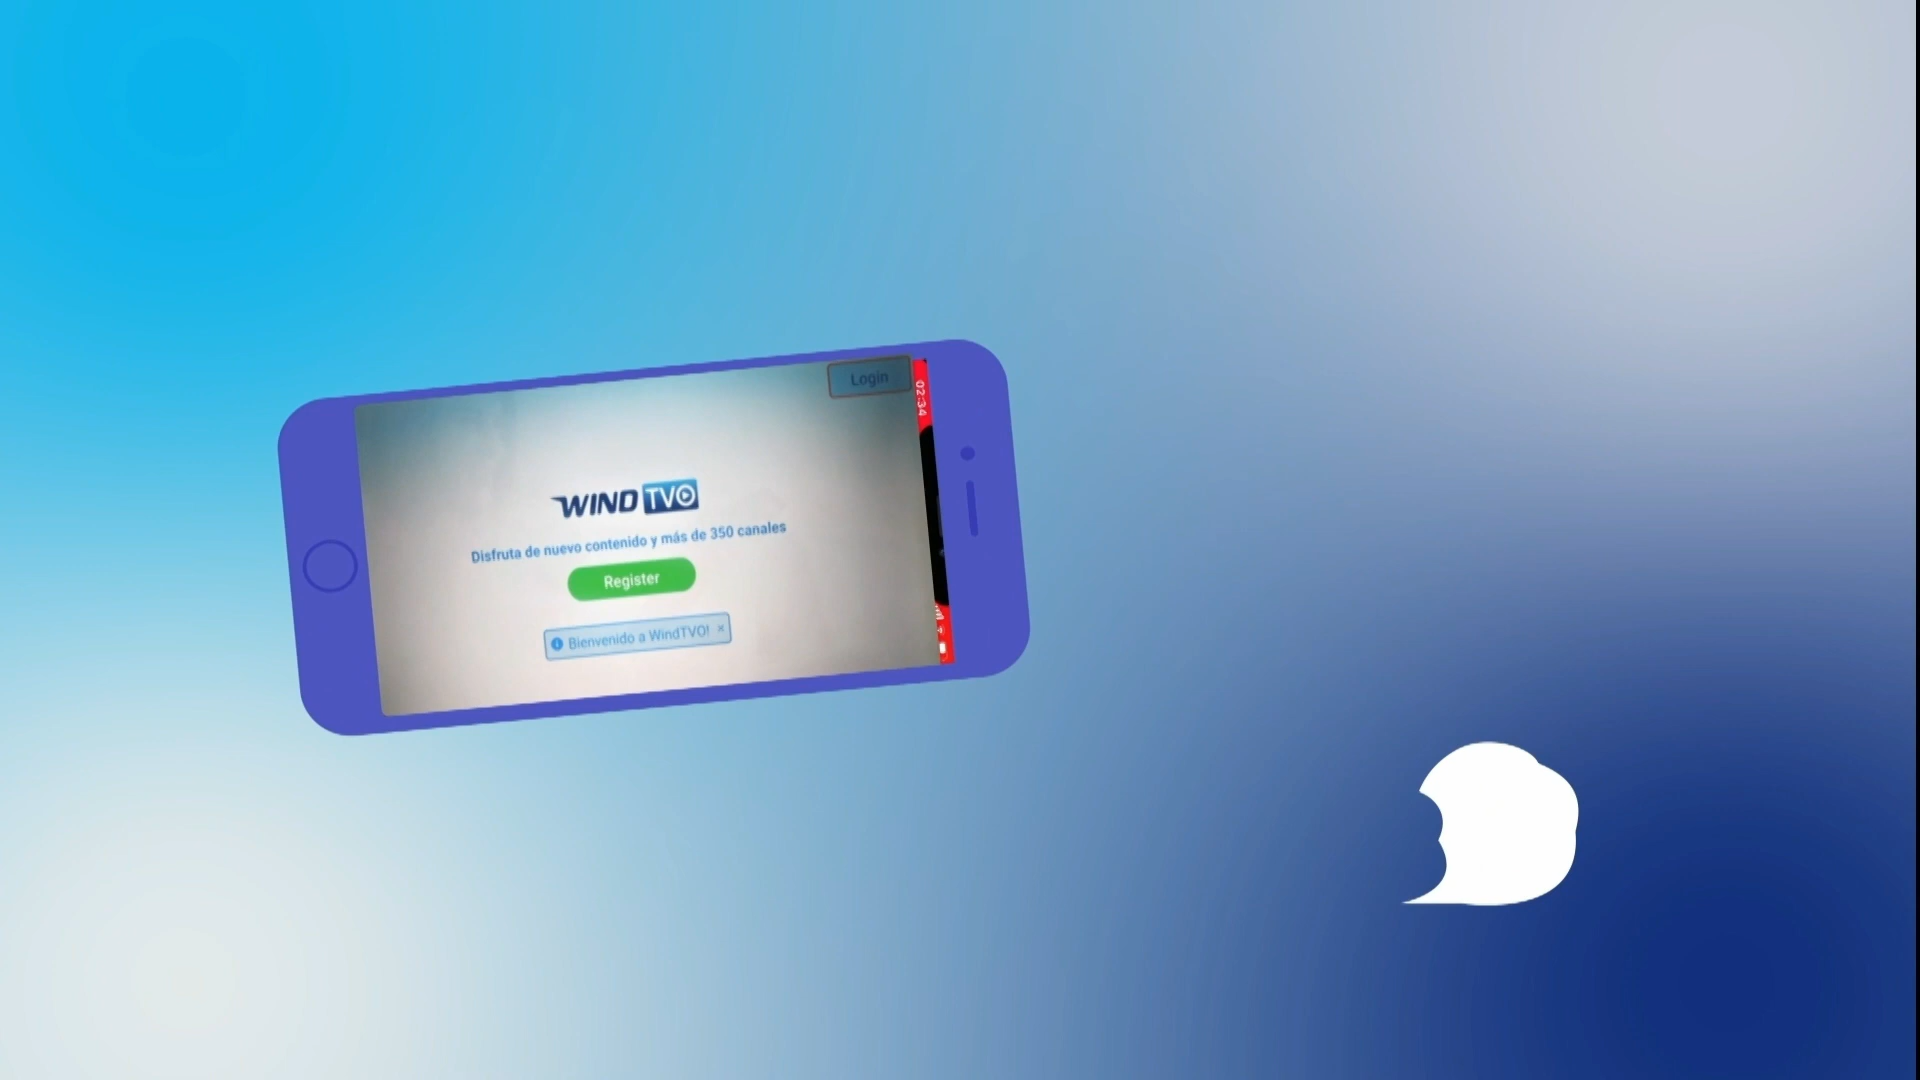 Login
02:34
WIND TVO
Disfruta de nuevo contenido y más de 350 canales
Register
Bienvenido a WindTVO! ×